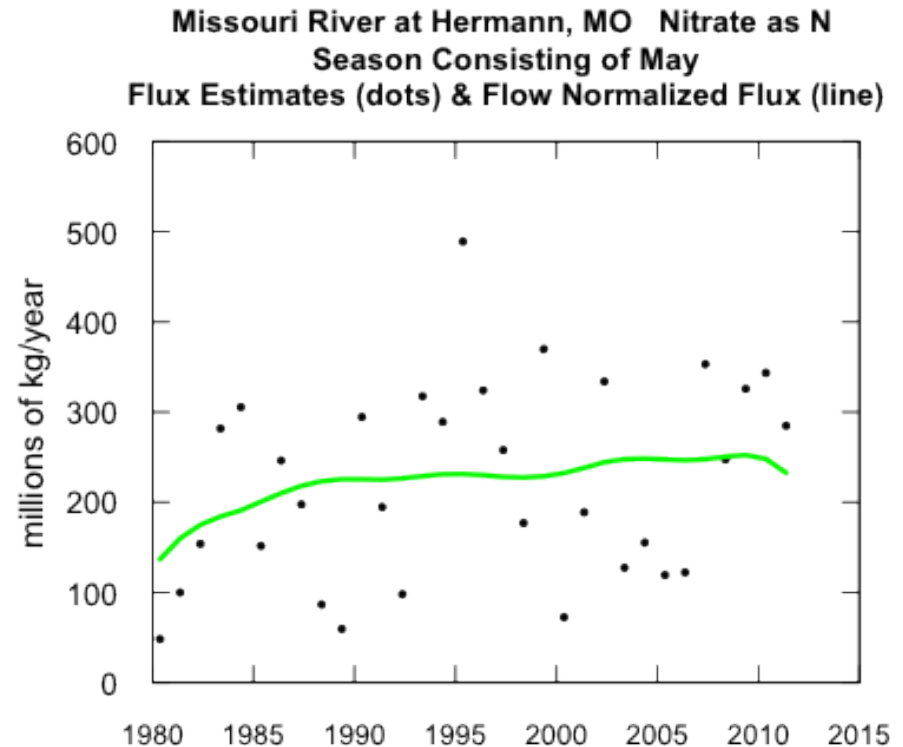 Missouri River at Hermann, MO   Nitrate as N
Season Consisting of May
Flux Estimates (dots) & Flow Normalized Flux (line)
millions of kg/year
600
500
400
300
200
100
0
1980 1985 1990 1995 2000 2005 2010 2015